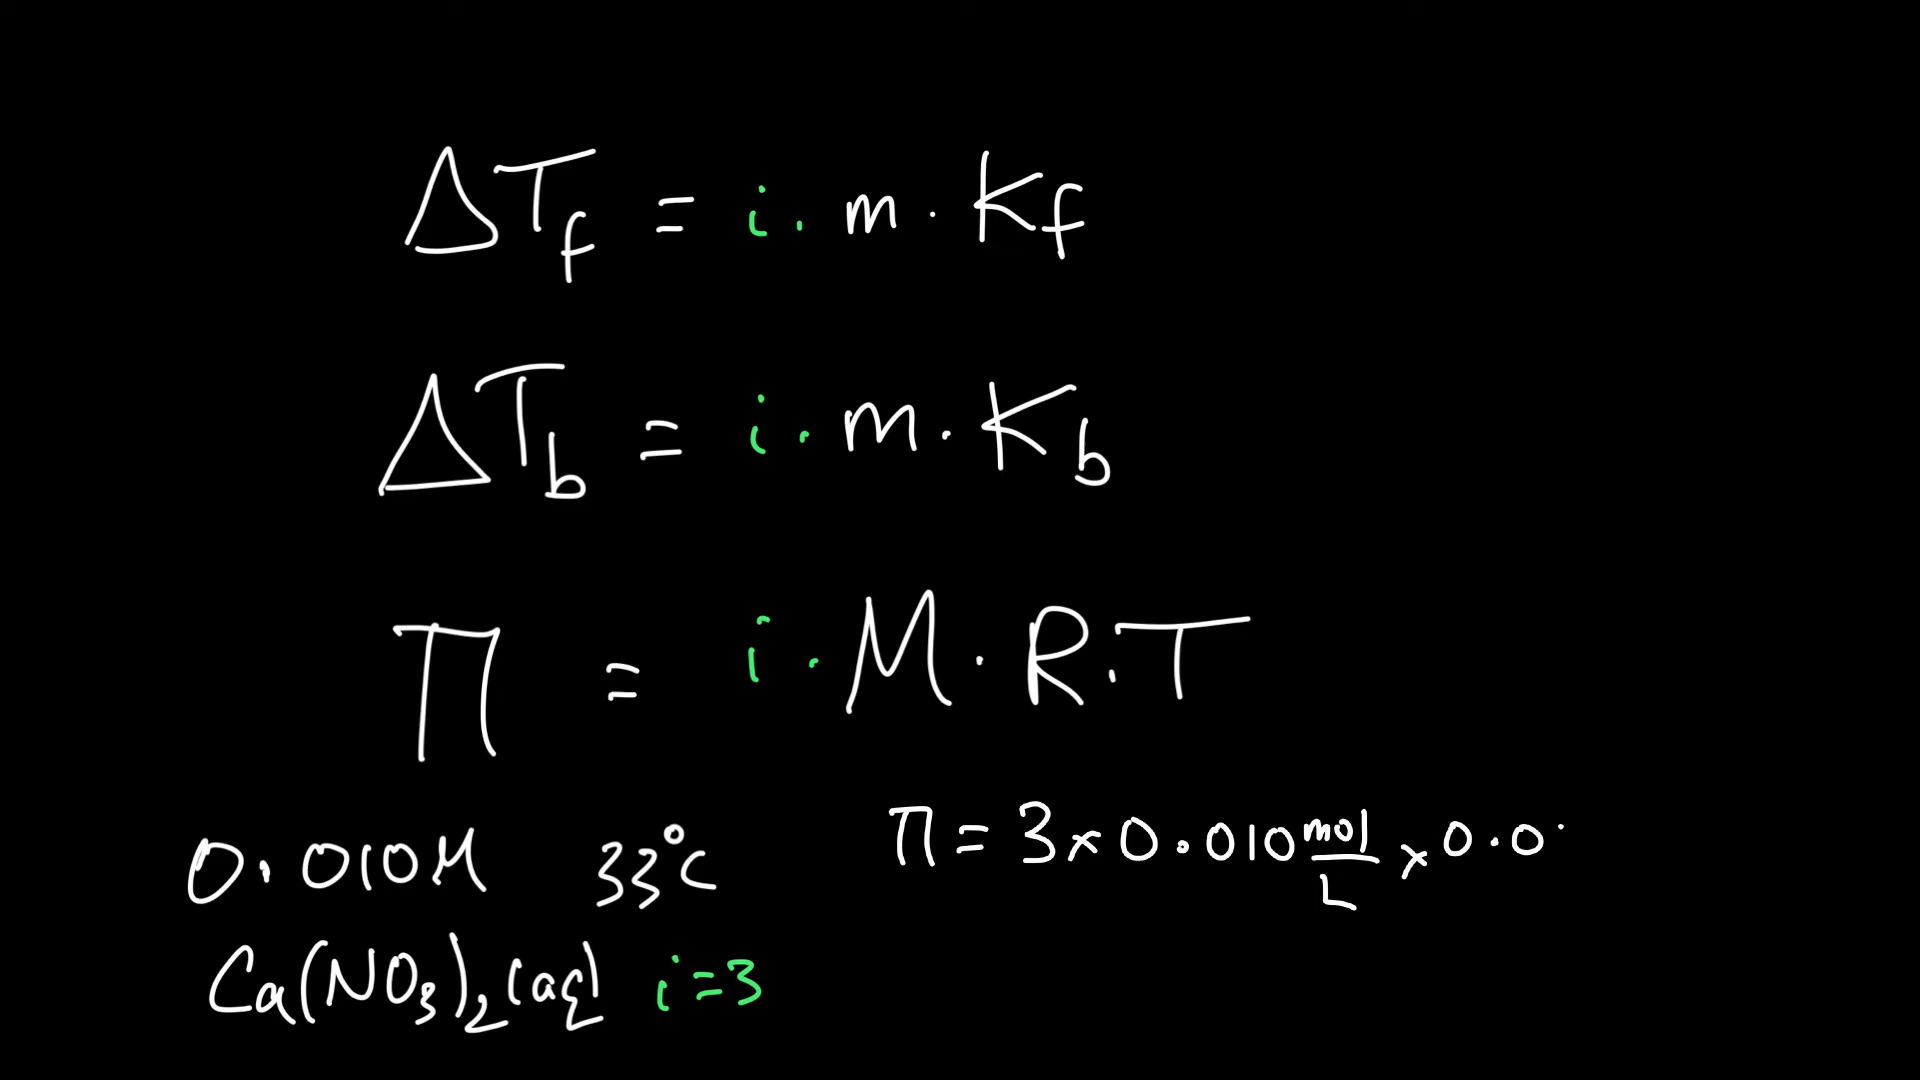 ΔT_f = i · m · K_f
ΔT_b = i · m · K_b
Π = i · M · R · T
0.010M 33°C
Ca(NO₃)₂(aq) i=3
Π = 3 × 0.010 mol/L × 0.0